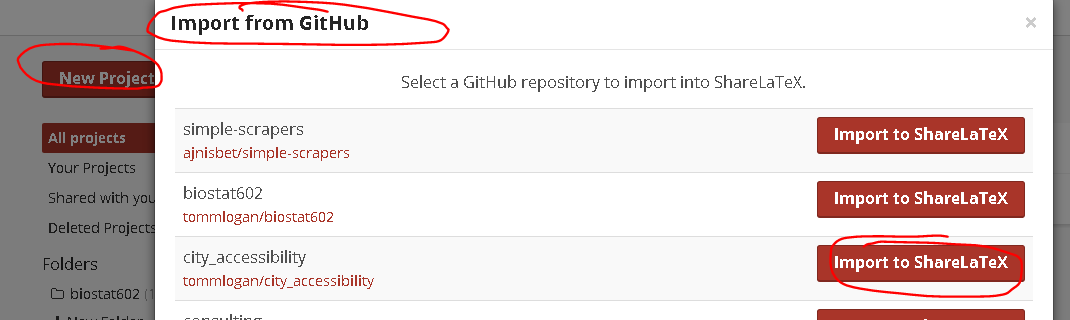 Import from GitHub
×
New Project
Select a GitHub repository to import into ShareLaTeX.
All projects
Your Projects
Shared with you
Deleted Projects
Folders
biostat602
simple-scrapers
ajnisbet/simple-scrapers
Import to ShareLaTeX
biostat602
tommlogan/biostat602
Import to ShareLaTeX
city_accessibility
tommlogan/city_accessibility
Import to ShareLaTeX
consulting